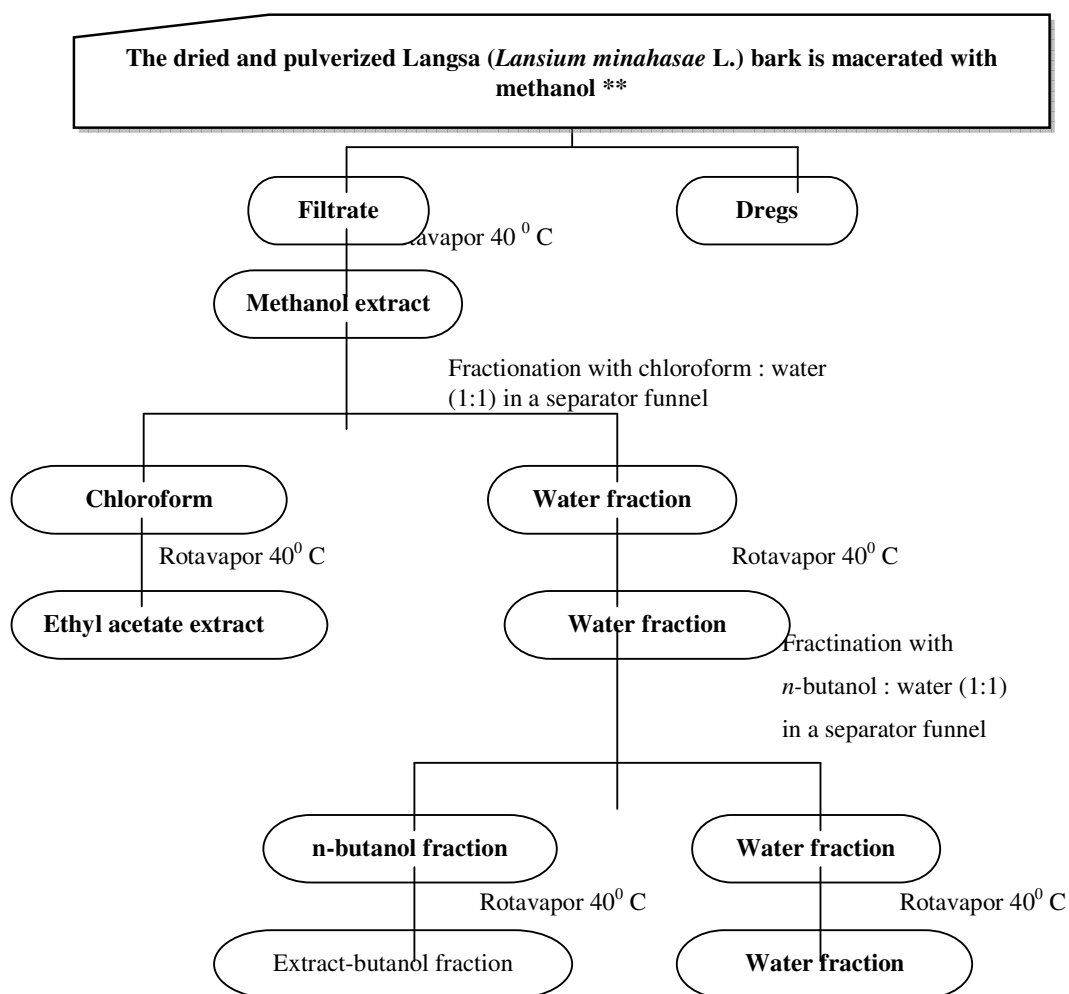 The dried and pulverized Langsa (Lansium minahasae L.) bark is macerated with
methanol **
Filtrate
Dregs
tavapor 40 ⁰ C
Methanol extract
Fractionation with chloroform : water
(1:1) in a separator funnel
Chloroform
Water fraction
Rotavapor 40⁰ C
Rotavapor 40⁰ C
Ethyl acetate extract
Water fraction
Fractination with
n-butanol : water (1:1)
in a separator funnel
n-butanol fraction
Water fraction
Rotavapor 40⁰ C
Rotavapor 40⁰ C
Extract-butanol fraction
Water fraction